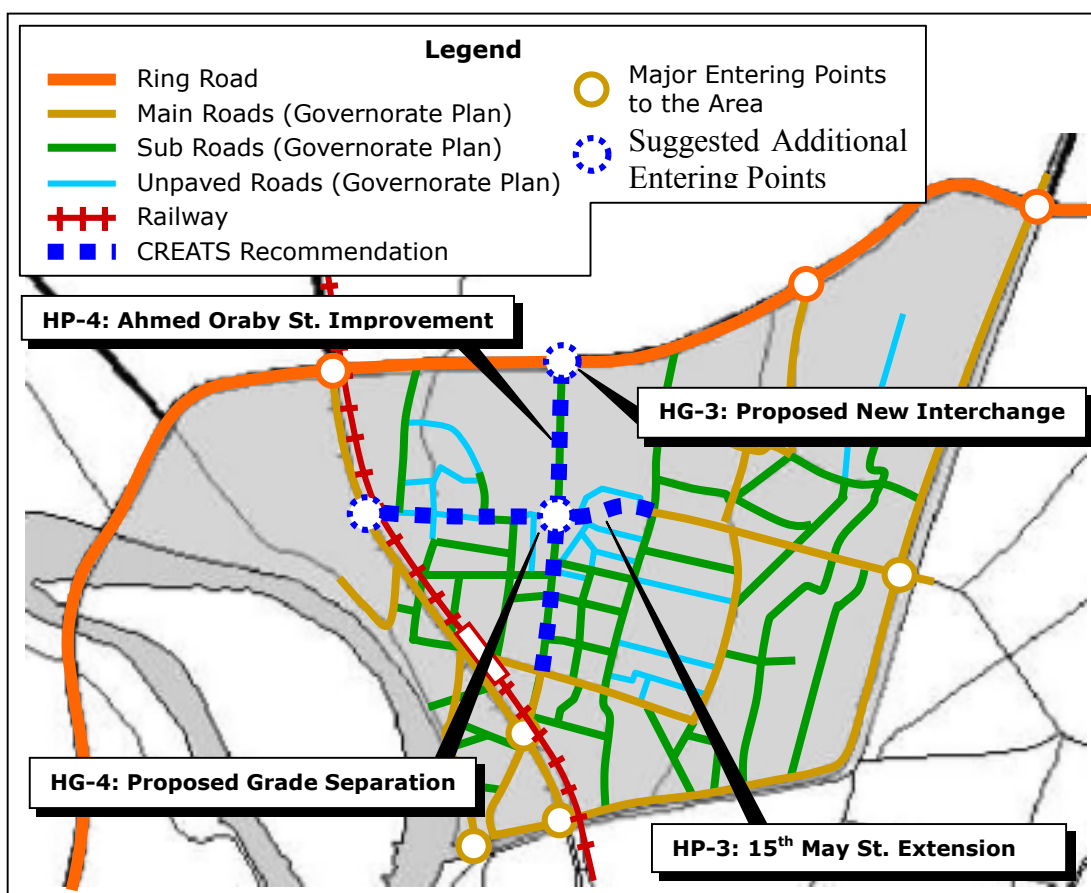 Legend
Ring Road
Main Roads (Governorate Plan)
Sub Roads (Governorate Plan)
Unpaved Roads (Governorate Plan)
Railway
CREATS Recommendation
Major Entering Points
to the Area
Suggested Additional
Entering Points
HP-4: Ahmed Oraby St. Improvement
HG-3: Proposed New Interchange
HG-4: Proposed Grade Separation
HP-3: 15th May St. Extension